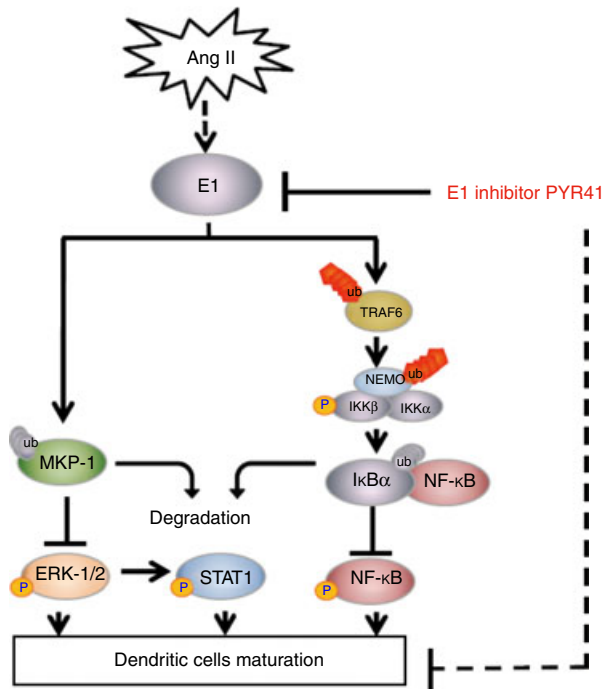 Ang II
E1
E1 inhibitor PYR41
ub
TRAF6
NEMO
ub
P
IKKβ
IKKα
ub
MKP-1
ub
IκBα
NF-κB
Degradation
P
ERK-1/2
P
STAT1
P
NF-κB
Dendritic cells maturation